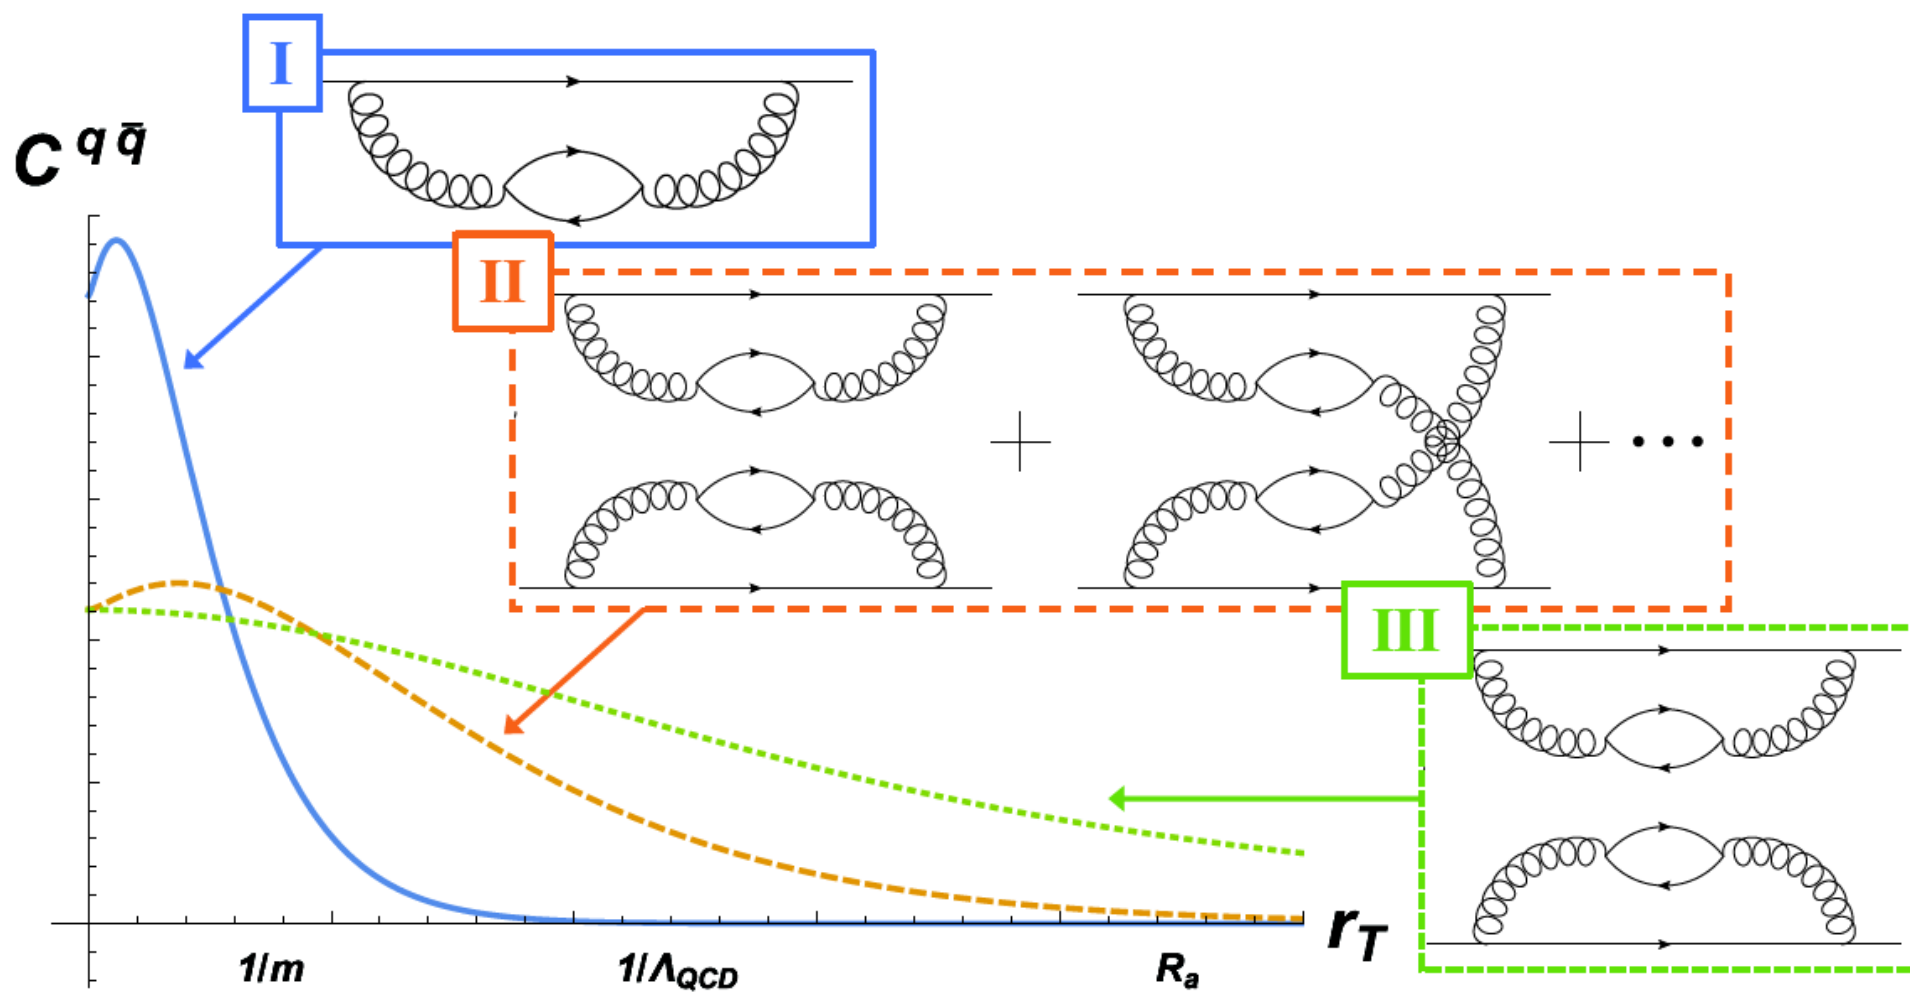 I
C^{q q̄}
II
+ + ...
III
r_T
1/m 1/Λ_QCD R_a